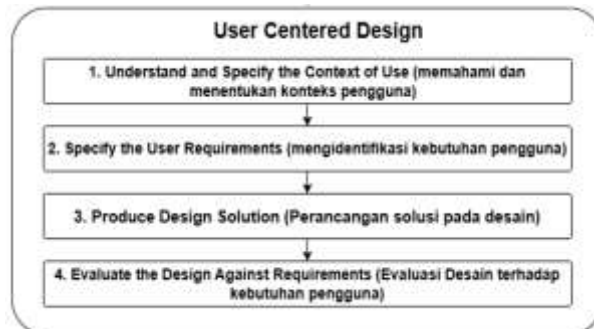 User Centered Design
1. Understand and Specify the Context of Use (memahami dan
menentukan konteks pengguna)
2. Specify the User Requirements (mengidentifikasi kebutuhan pengguna)
3. Produce Design Solution (Perancangan solusi pada desain)
4. Evaluate the Design Against Requirements (Evaluasi Desain terhadap
kebutuhan pengguna)